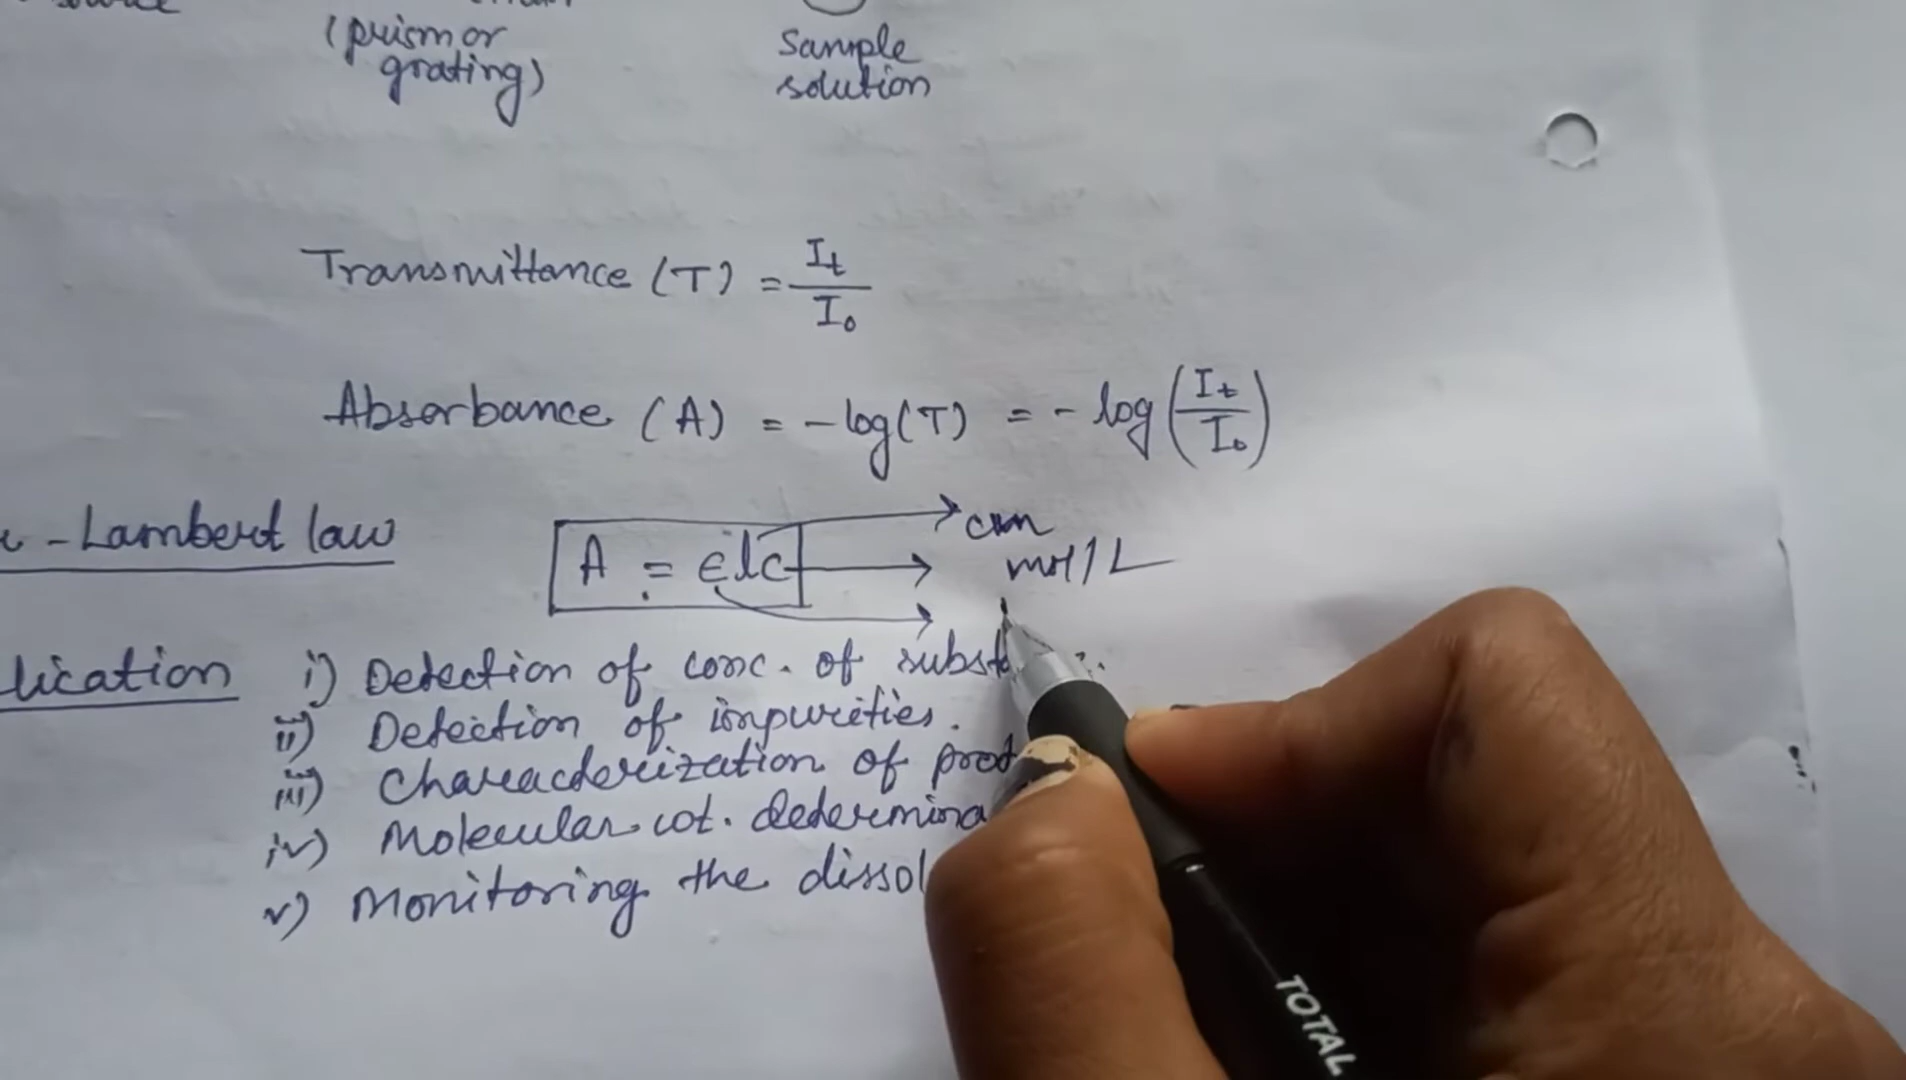 (prism or
grating)
Sample
solution
Transmittance (T) = It/I0
Absorbance (A) = -log(T) = -log(It/I0)
-Lambert law
A = ϵlc
cm
mol/L
lication
i) Detection of conc. of subst
ii) Detection of impurities.
iii) Characterization of prot
iv) Molecular wt. determina
v) Monitoring the dissol
TOTAL